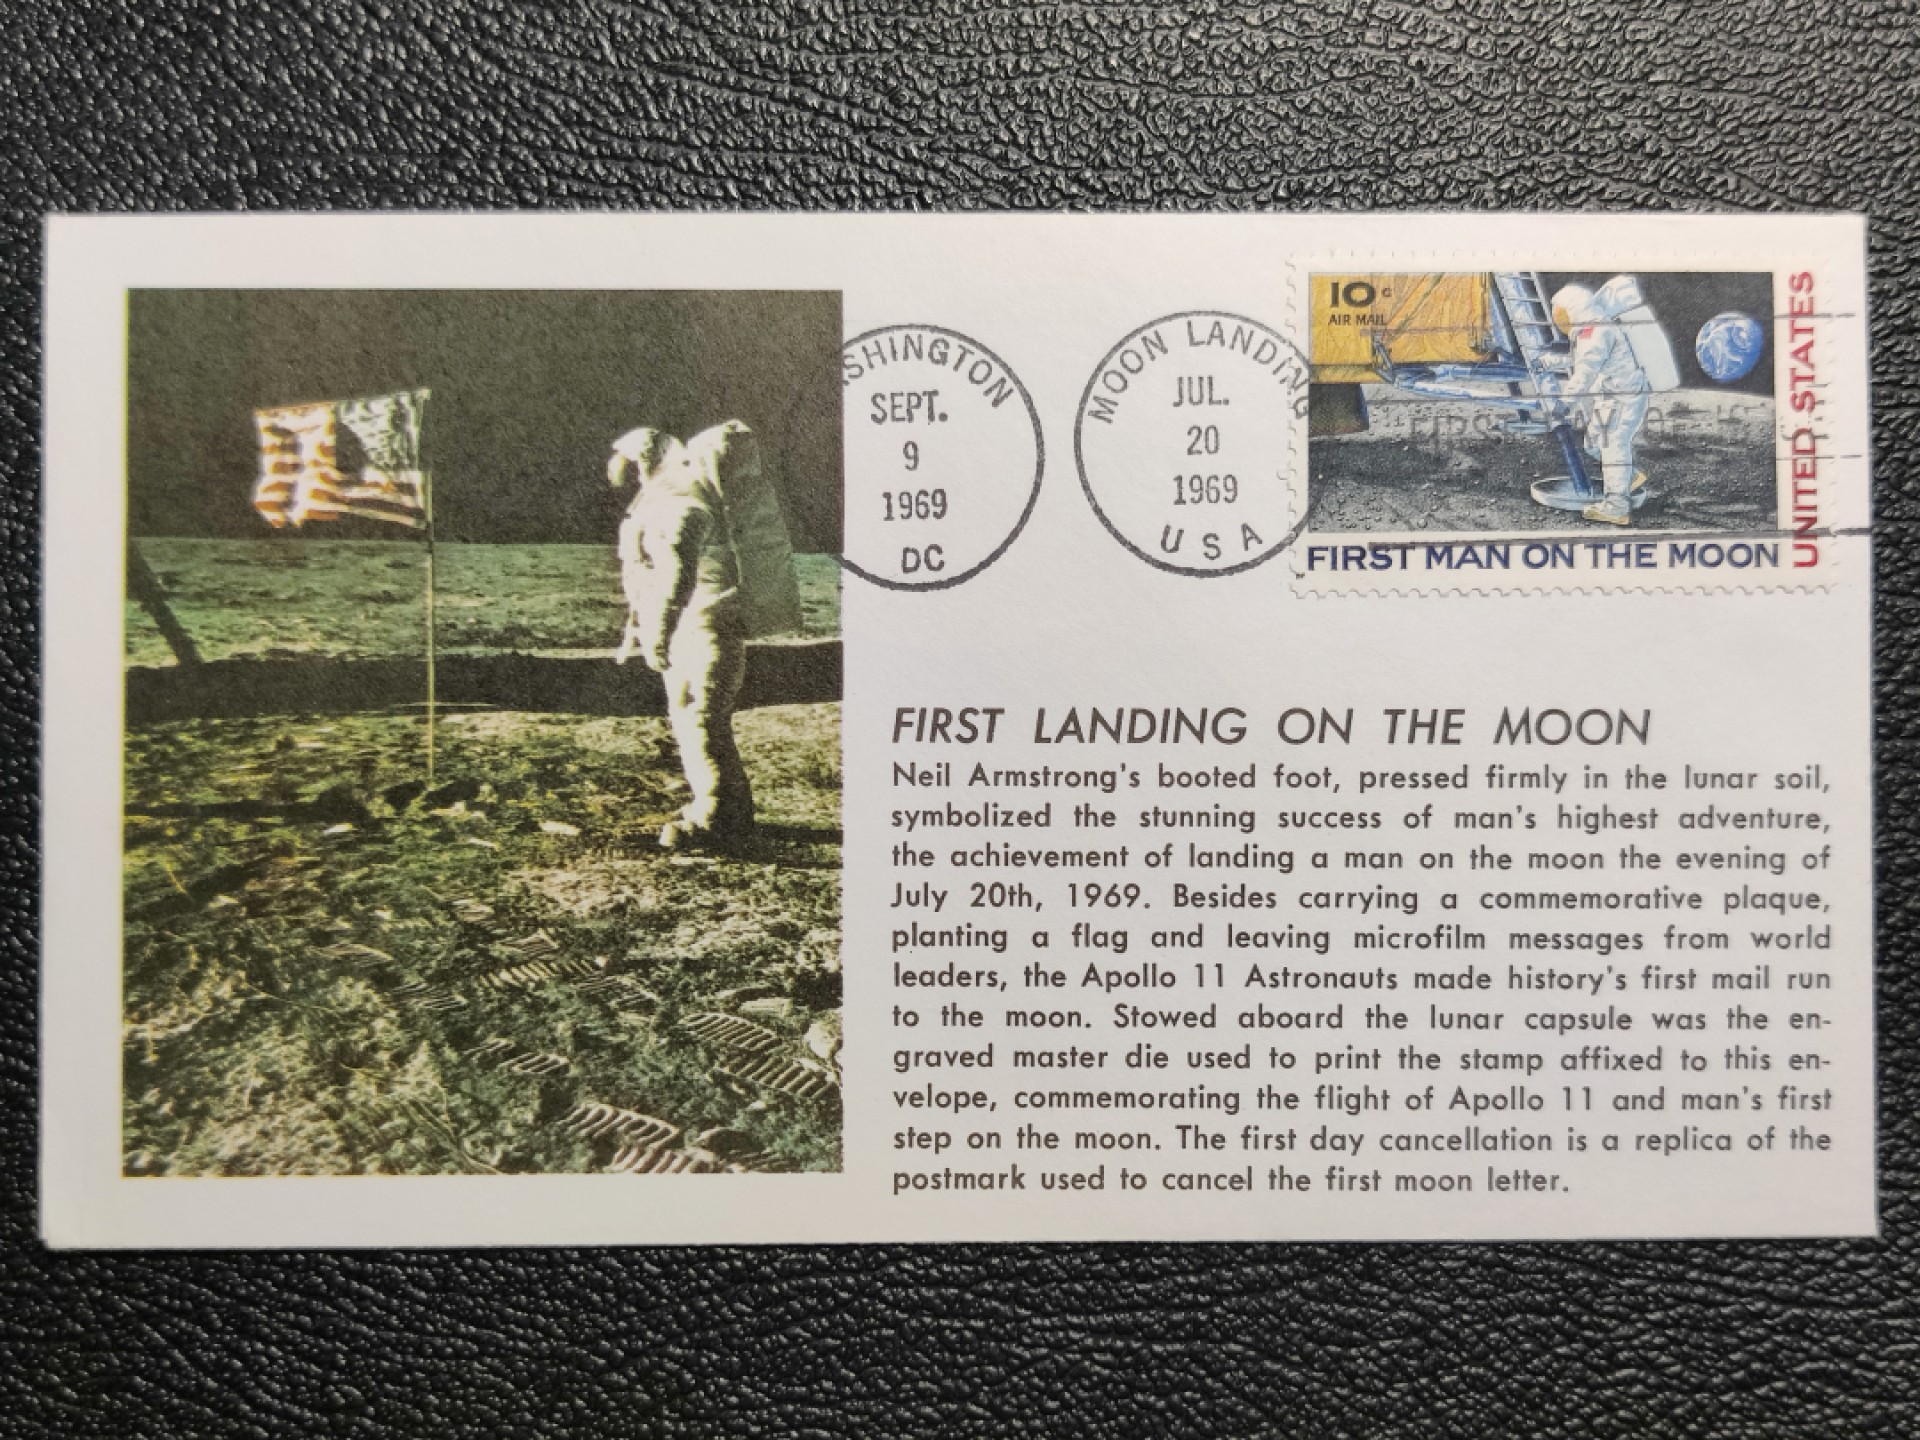 SHINGTON
SEPT.
9
1969
DC
MOON LANDING
JUL.
20
1969
USA
10c
AIR MAIL
FIRST DAY OF
UNITED STATES
FIRST MAN ON THE MOON
FIRST LANDING ON THE MOON
Neil Armstrong's booted foot, pressed firmly in the lunar soil,
symbolized the stunning success of man's highest adventure,
the achievement of landing a man on the moon the evening of
July 20th, 1969. Besides carrying a commemorative plaque,
planting a flag and leaving microfilm messages from world
leaders, the Apollo 11 Astronauts made history's first mail run
to the moon. Stowed aboard the lunar capsule was the en-
graved master die used to print the stamp affixed to this en-
velope, commemorating the flight of Apollo 11 and man's first
step on the moon. The first day cancellation is a replica of the
postmark used to cancel the first moon letter.